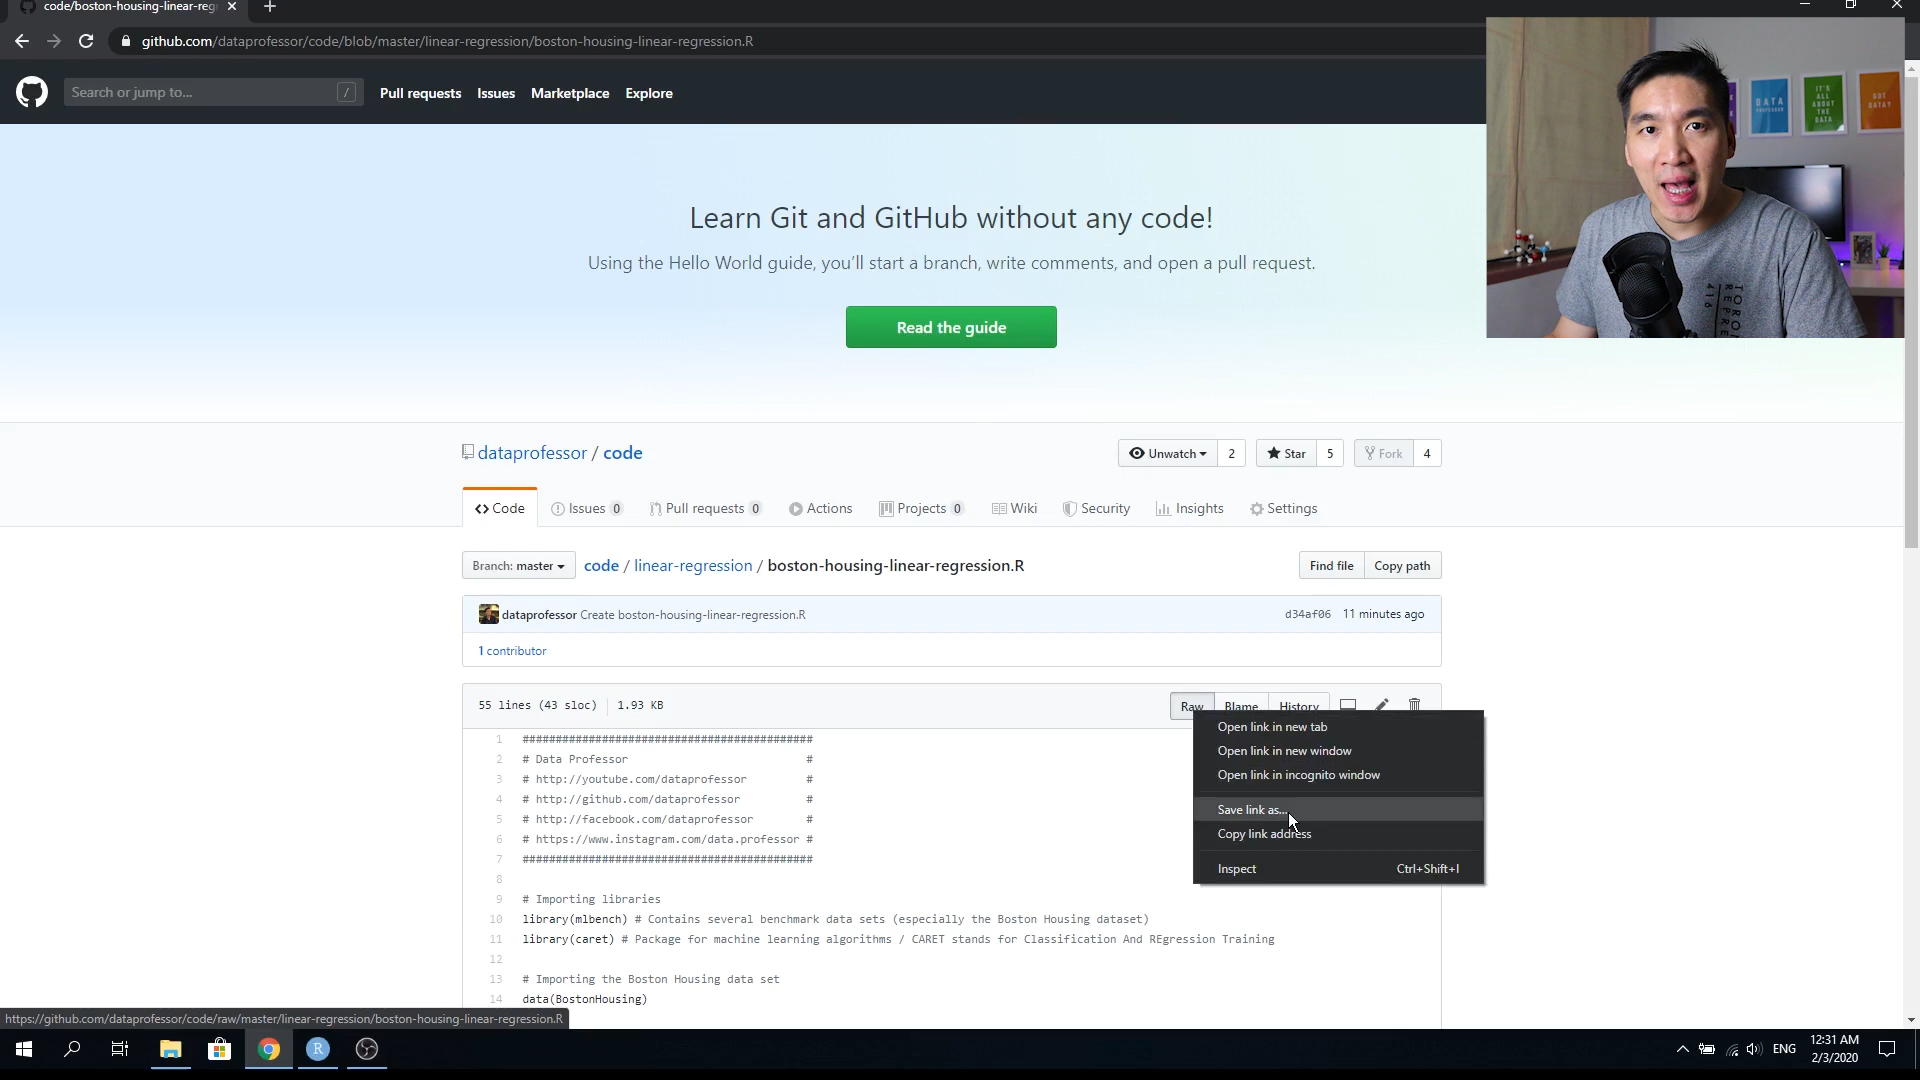 code/boston-housing-linear-reg
github.com/dataprofessor/code/blob/master/linear-regression/boston-housing-linear-regression.R
Search or jump to... /
Pull requests Issues Marketplace Explore
DATA PROFESSOR
IT'S ALL ABOUT THE DATA
GOT DATA?
Learn Git and GitHub without any code!
Using the Hello World guide, you'll start a branch, write comments, and open a pull request.
Read the guide
dataprofessor / code
Unwatch 2 Star 5 Fork 4
Code Issues 0 Pull requests 0 Actions Projects 0 Wiki Security Insights Settings
Branch: master code / linear-regression / boston-housing-linear-regression.R Find file Copy path
dataprofessor Create boston-housing-linear-regression.R d34af06 11 minutes ago
1 contributor
55 lines (43 sloc) 1.93 KB Raw Blame History
Open link in new tab
Open link in new window
Open link in incognito window
Save link as...
Copy link address
Inspect Ctrl+Shift+I
1 ############################################
2 # Data Professor #
3 # http://youtube.com/dataprofessor #
4 # http://github.com/dataprofessor #
5 # http://facebook.com/dataprofessor #
6 # https://www.instagram.com/data.professor #
7 ############################################
8
9 # Importing libraries
10 library(mlbench) # Contains several benchmark data sets (especially the Boston Housing dataset)
11 library(caret) # Package for machine learning algorithms / CARET stands for Classification And REgression Training
12
13 # Importing the Boston Housing data set
14 data(BostonHousing)
https://github.com/dataprofessor/code/raw/master/linear-regression/boston-housing-linear-regression.R
R
ENG
12:31 AM
2/3/2020